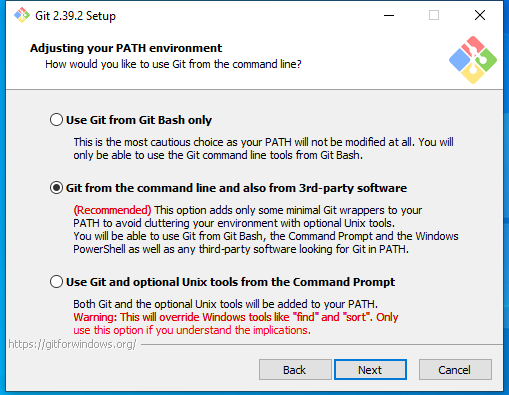 Git 2.39.2 Setup
Adjusting your PATH environment
How would you like to use Git from the command line?
Use Git from Git Bash only
This is the most cautious choice as your PATH will not be modified at all. You will
only be able to use the Git command line tools from Git Bash.
Git from the command line and also from 3rd-party software
(Recommended) This option adds only some minimal Git wrappers to your
PATH to avoid cluttering your environment with optional Unix tools.
You will be able to use Git from Git Bash, the Command Prompt and the Windows
PowerShell as well as any third-party software looking for Git in PATH.
Use Git and optional Unix tools from the Command Prompt
Both Git and the optional Unix tools will be added to your PATH.
Warning: This will override Windows tools like "find" and "sort". Only
use this option if you understand the implications.
https://gitforwindows.org/
Back Next Cancel